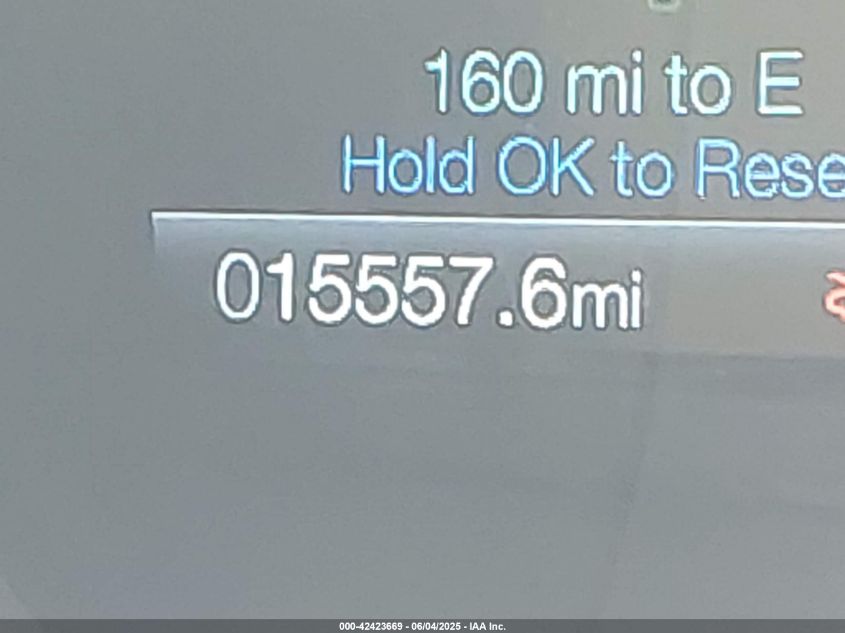 160 mi to E
Hold OK to Rese
015557.6mi
000-42423669 - 06/04/2025 - IAA Inc.